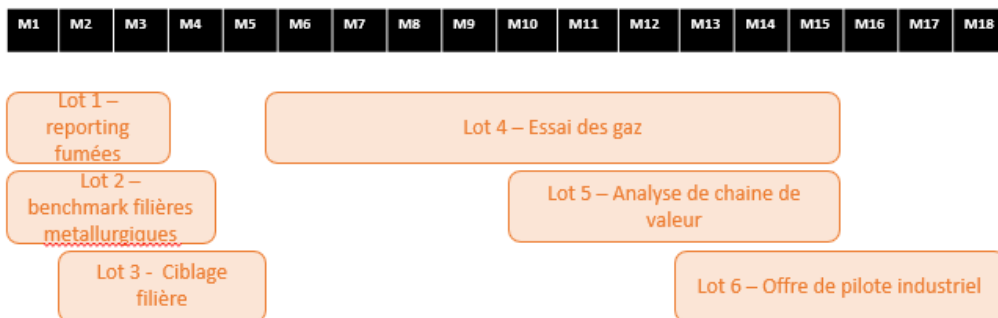 M1 M2 M3 M4 M5 M6 M7 M8 M9 M10 M11 M12 M13 M14 M15 M16 M17 M18
Lot 1 –
reporting
fumées
Lot 4 – Essai des gaz
Lot 2 –
benchmark filières
metallurgiques
Lot 5 – Analyse de chaine de
valeur
Lot 3 - Ciblage
filière
Lot 6 – Offre de pilote industriel